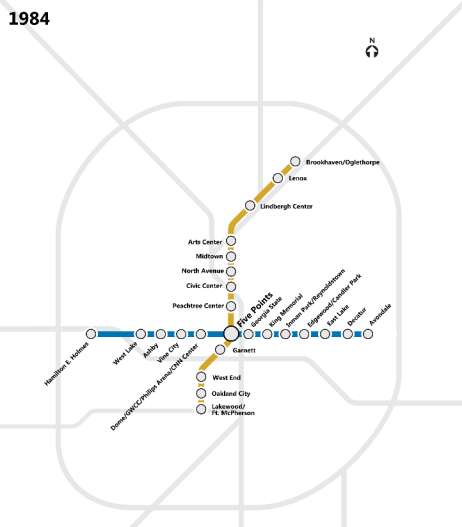 1984
N
Brookhaven/Oglethorpe
Lenox
Lindbergh Center
Arts Center
Midtown
North Avenue
Civic Center
Peachtree Center
Five Points
Georgia State
King Memorial
Inman Park/Reynoldstown
Edgewood/Candler Park
East Lake
Decatur
Avondale
Hamilton E. Holmes
West Lake
Ashby
Vine City
Dome/GWCC/Philips Arena/CNN Center
Garnett
West End
Oakland City
Lakewood/
Ft. McPherson